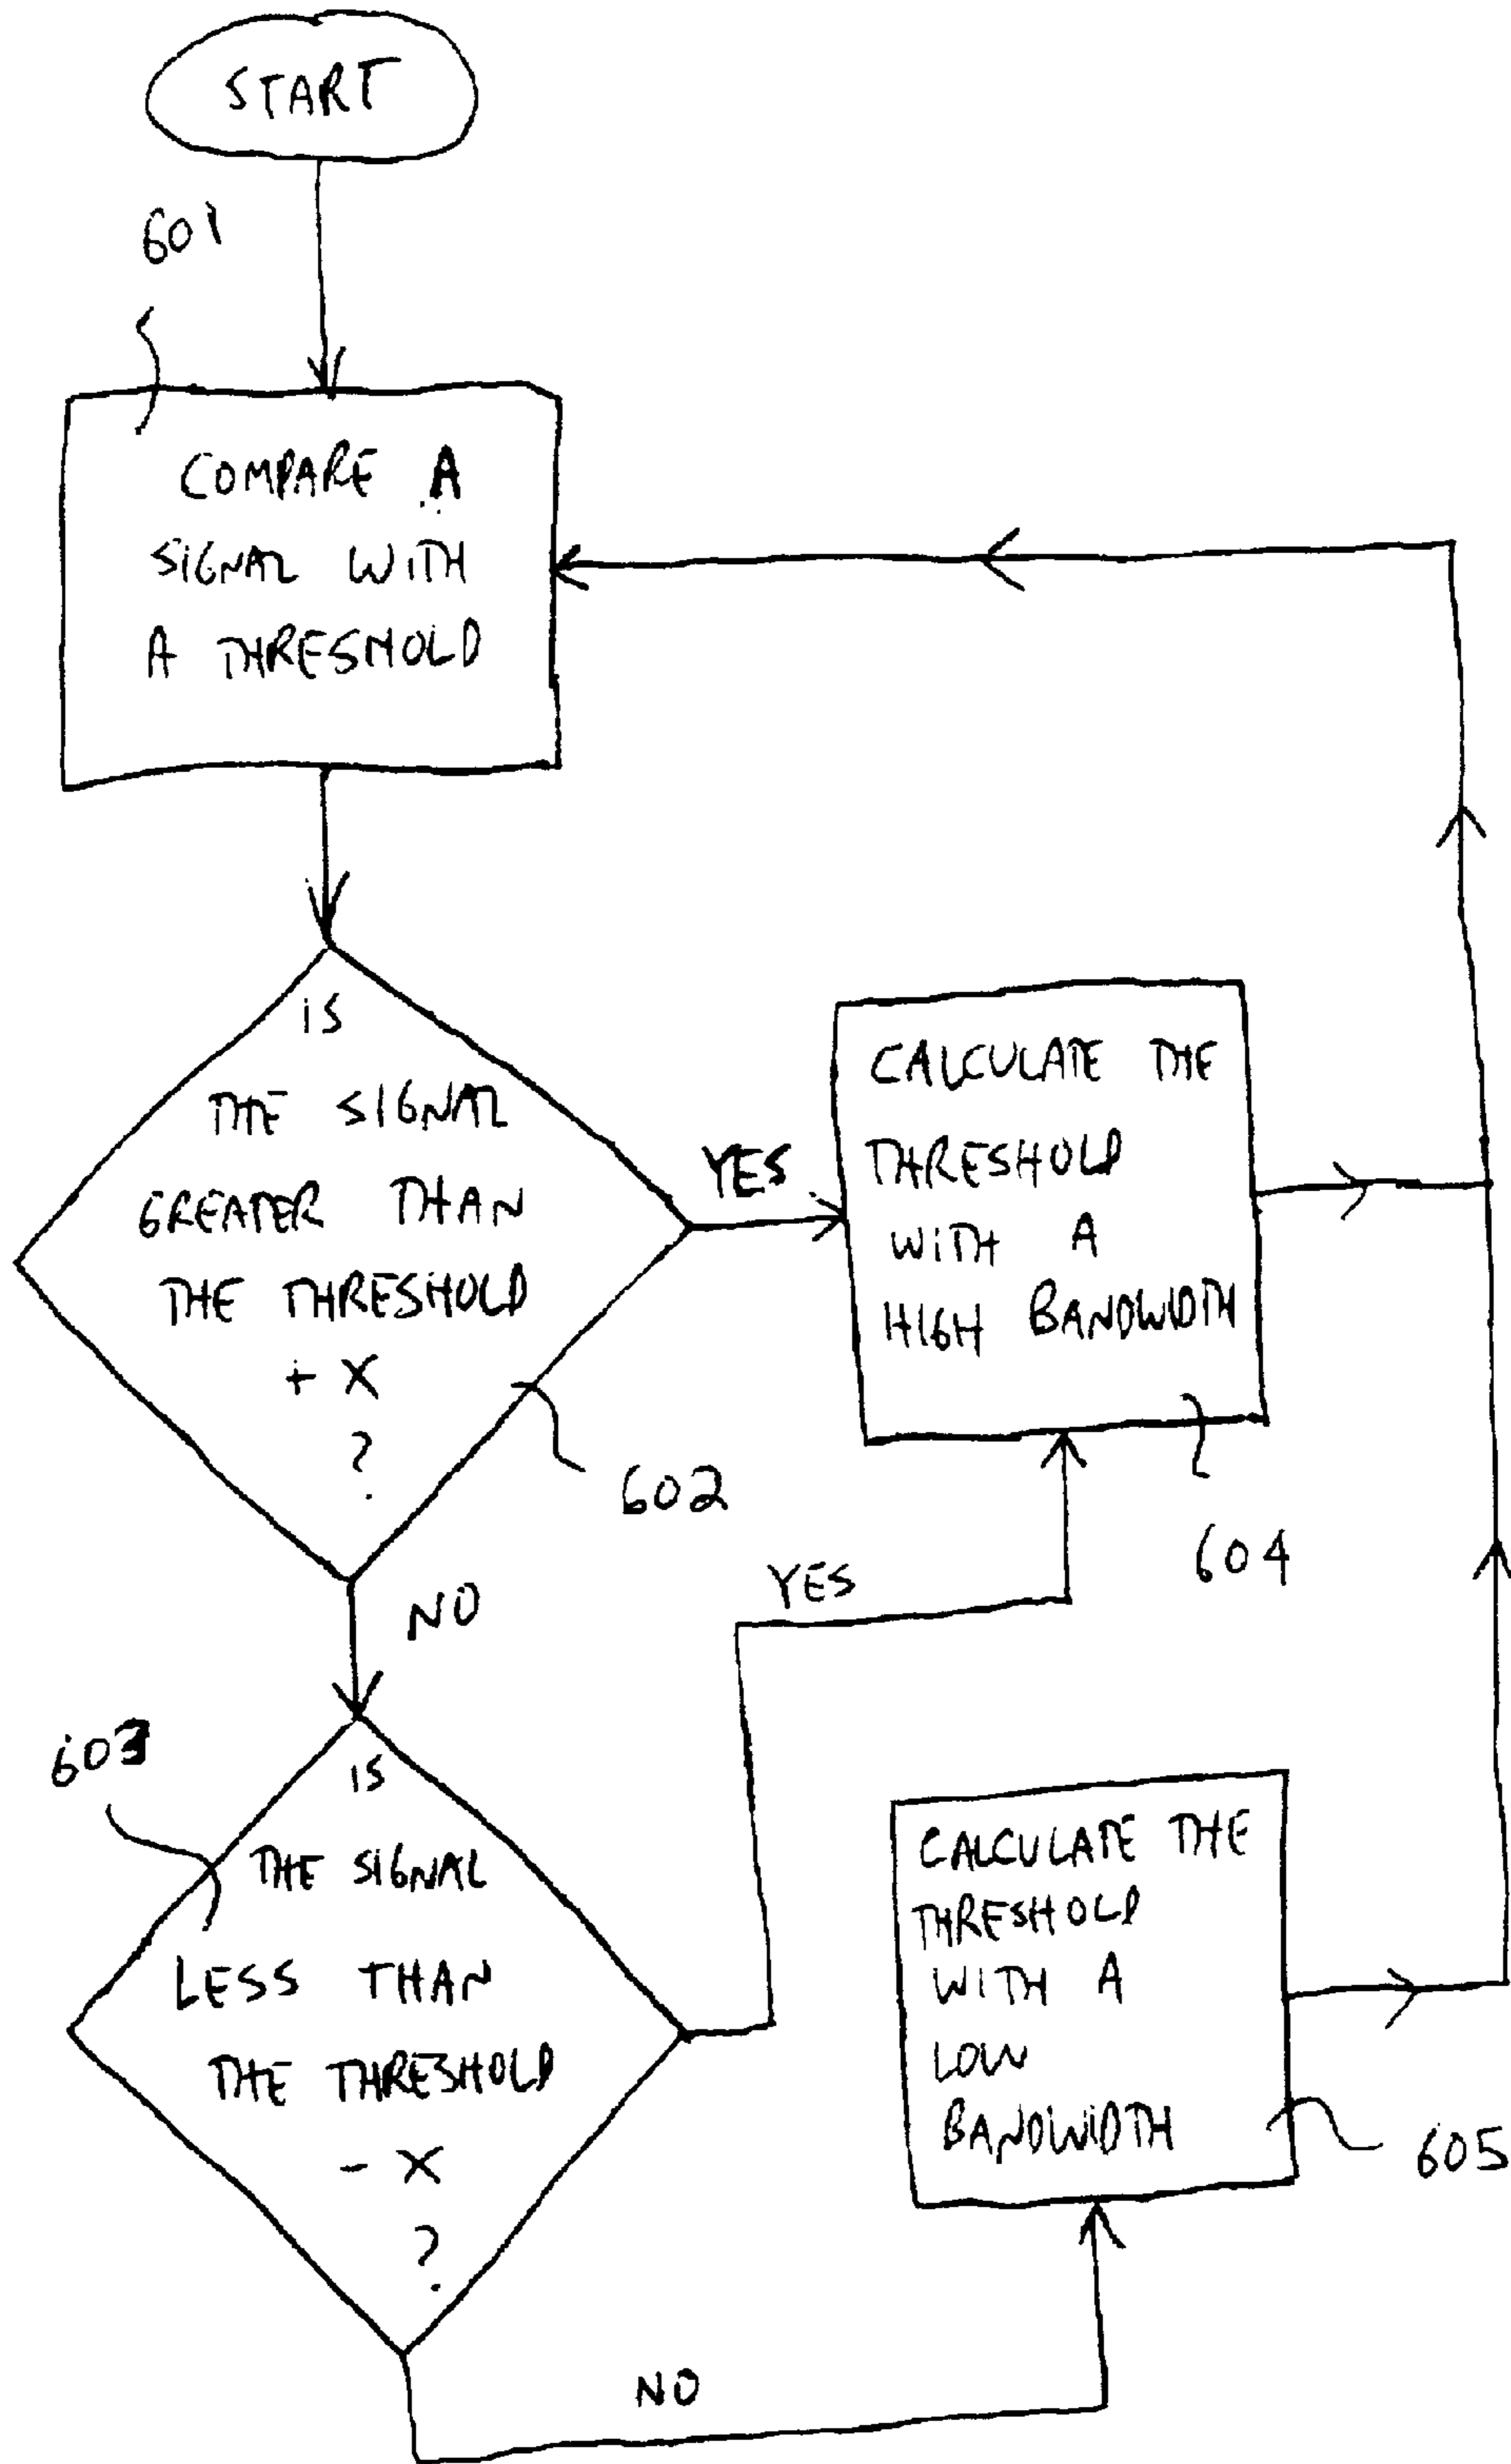 START
601
COMPARE A
SIGNAL WITH
A THRESHOLD
is
THE SIGNAL
GREATER THAN
THE THRESHOLD
+ X
?
YES
CALCULATE THE
THRESHOLD
WITH A
HIGH BANDWIDTH
602
604
NO
YES
603
is
THE SIGNAL
LESS THAN
THE THRESHOLD
- X
?
CALCULATE THE
THRESHOLD
WITH A
LOW
BANDWIDTH
605
NO